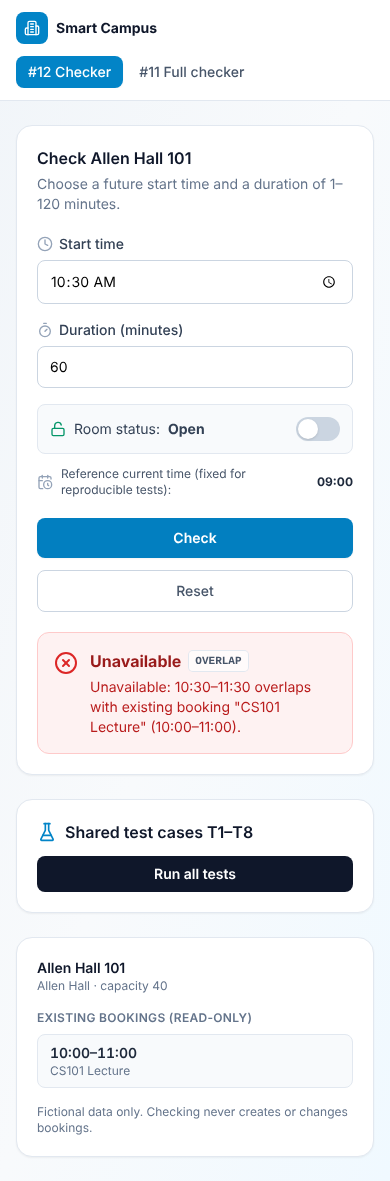 Smart Campus
#12 Checker
#11 Full checker
Check Allen Hall 101
Choose a future start time and a duration of 1–
120 minutes.
Start time
10:30 AM
Duration (minutes)
60
Room status: Open
Reference current time (fixed for
reproducible tests):
09:00
Check
Reset
Unavailable
OVERLAP
Unavailable: 10:30–11:30 overlaps
with existing booking "CS101
Lecture" (10:00–11:00).
Shared test cases T1–T8
Run all tests
Allen Hall 101
Allen Hall · capacity 40
EXISTING BOOKINGS (READ-ONLY)
10:00–11:00
CS101 Lecture
Fictional data only. Checking never creates or changes
bookings.